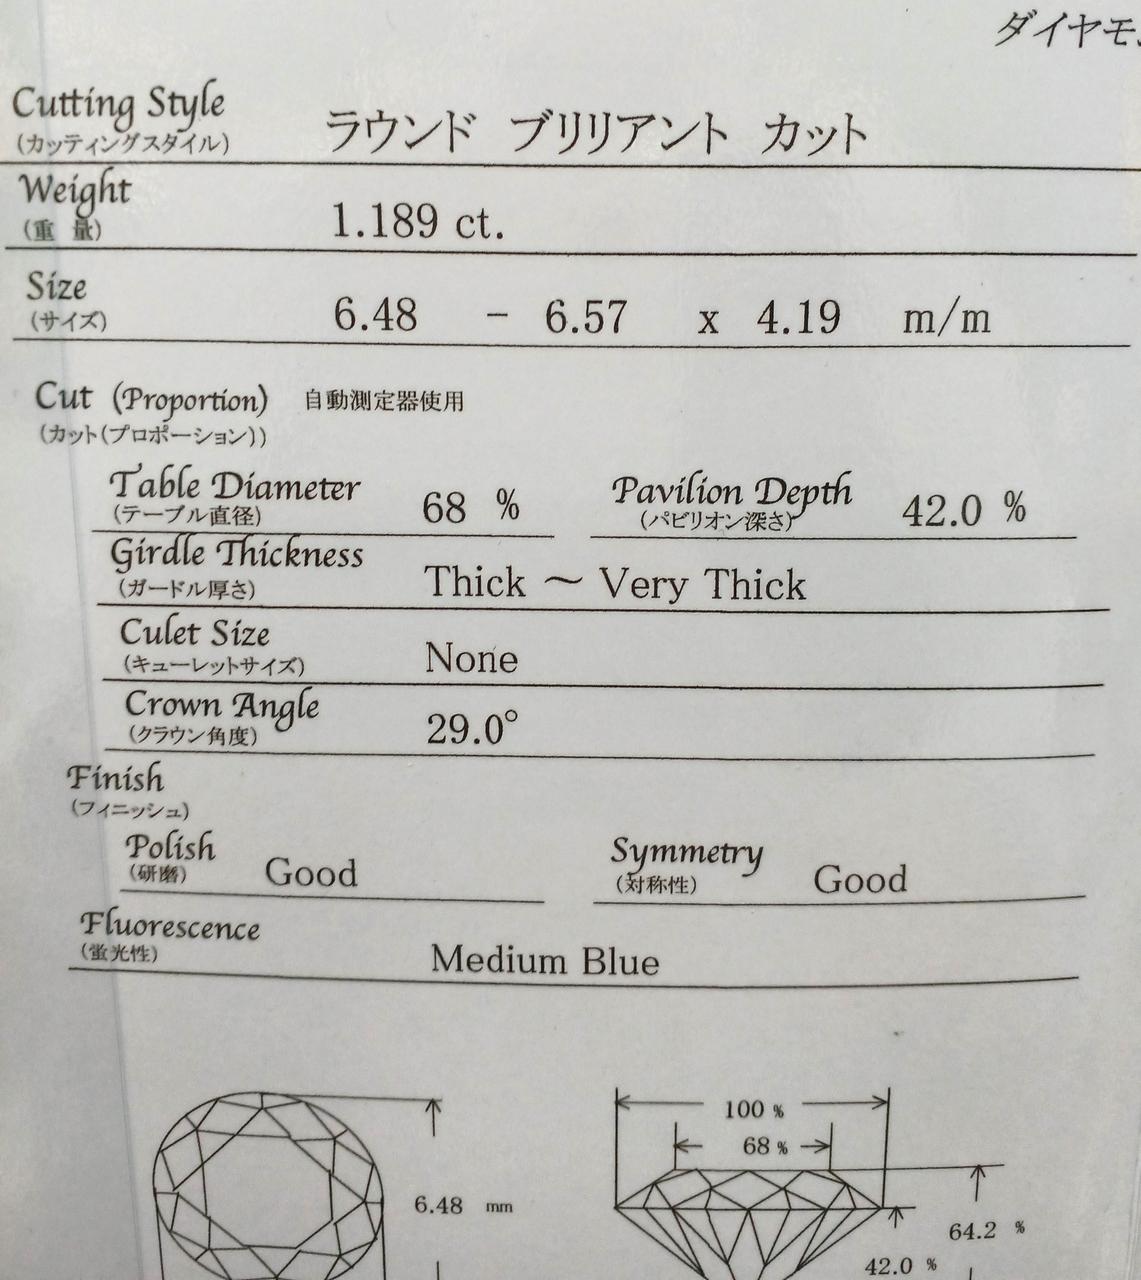 ダイヤモ
Cutting Style
(カッティングスタイル)
ラウンド ブリリアント カット
Weight
(重 量)
1.189 ct.
Size
(サイズ)
6.48 - 6.57 x 4.19 m/m
Cut (Proportion) 自動測定器使用
(カット(プロポーション))
Table Diameter
(テーブル直径)
68 %
Pavilion Depth
(パビリオン深さ)
42.0 %
Girdle Thickness
(ガードル厚さ)
Thick ~ Very Thick
Culet Size
(キューレットサイズ)
None
Crown Angle
(クラウン角度)
29.0°
Finish
(フィニッシュ)
Polish
(研磨)
Good
Symmetry
(対称性)
Good
Fluorescence
(蛍光性)
Medium Blue
100 %
68 %
6.48 mm
64.2 %
42.0 %